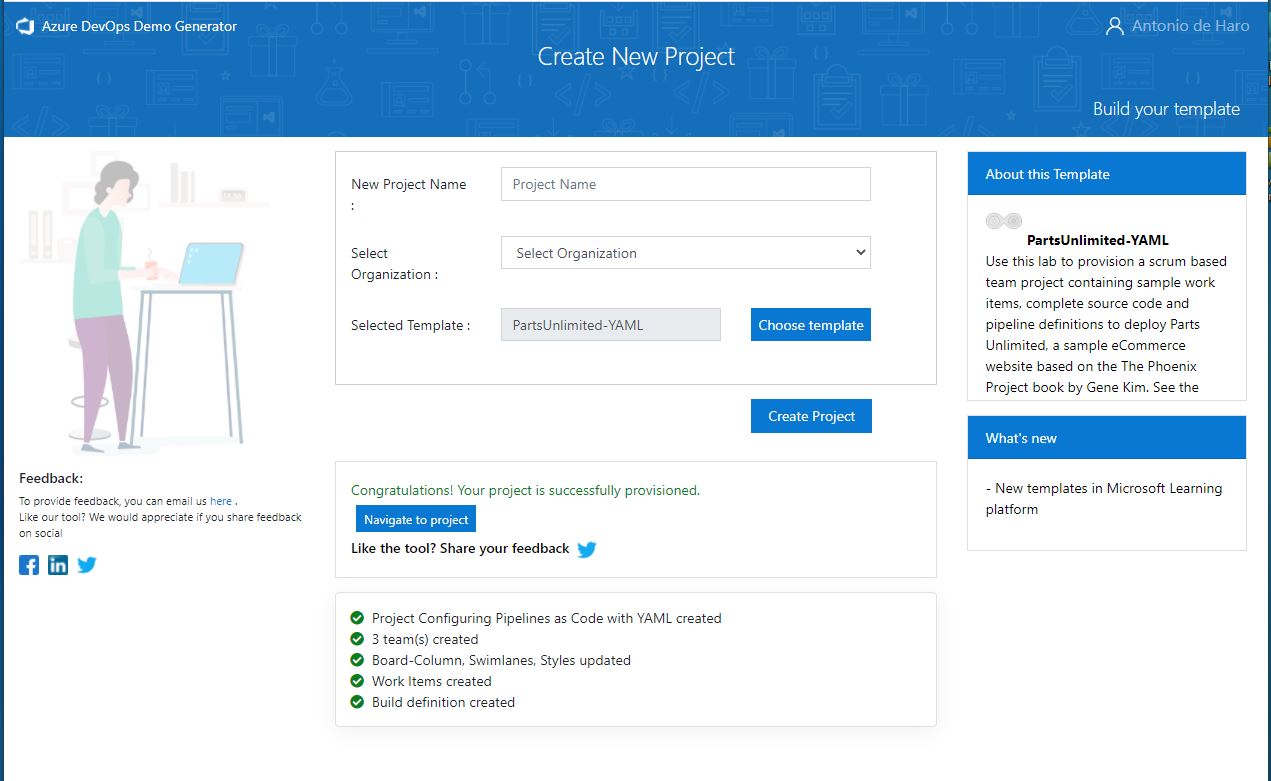 Azure DevOps Demo Generator
Antonio de Haro
Create New Project
Build your template
New Project Name
:
Project Name
Select
Organization :
Select Organization
Selected Template :
PartsUnlimited-YAML
Choose template
Create Project
About this Template
PartsUnlimited-YAML
Use this lab to provision a scrum based
team project containing sample work
items, complete source code and
pipeline definitions to deploy Parts
Unlimited, a sample eCommerce
website based on the The Phoenix
Project book by Gene Kim. See the
What's new
- New templates in Microsoft Learning
platform
Feedback:
To provide feedback, you can email us here .
Like our tool? We would appreciate if you share feedback
on social
Congratulations! Your project is successfully provisioned.
Navigate to project
Like the tool? Share your feedback
Project Configuring Pipelines as Code with YAML created
3 team(s) created
Board-Column, Swimlanes, Styles updated
Work Items created
Build definition created